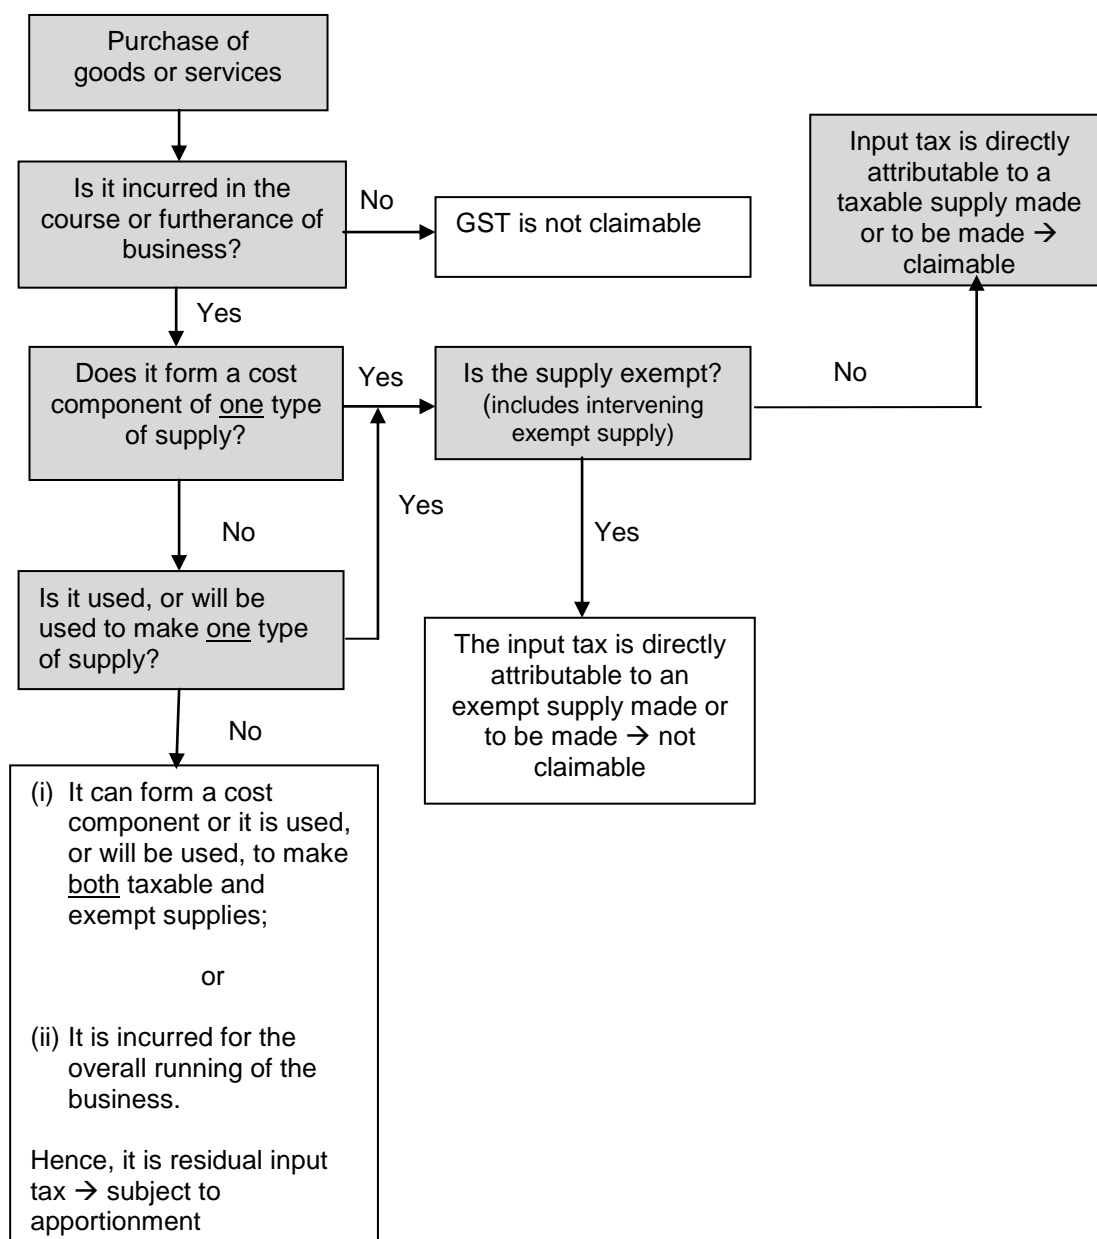 Purchase of
goods or services
Is it incurred in the
course or furtherance of
business?
No
GST is not claimable
Input tax is directly
attributable to a
taxable supply made
or to be made →
claimable
Yes
Does it form a cost
component of one type
of supply?
Yes
Is the supply exempt?
(includes intervening
exempt supply)
No
Yes
No
Yes
Is it used, or will be
used to make one type
of supply?
The input tax is directly
attributable to an
exempt supply made or
to be made → not
claimable
No
(i) It can form a cost
component or it is used,
or will be used, to make
both taxable and
exempt supplies;
or
(ii) It is incurred for the
overall running of the
business.
Hence, it is residual input
tax → subject to
apportionment